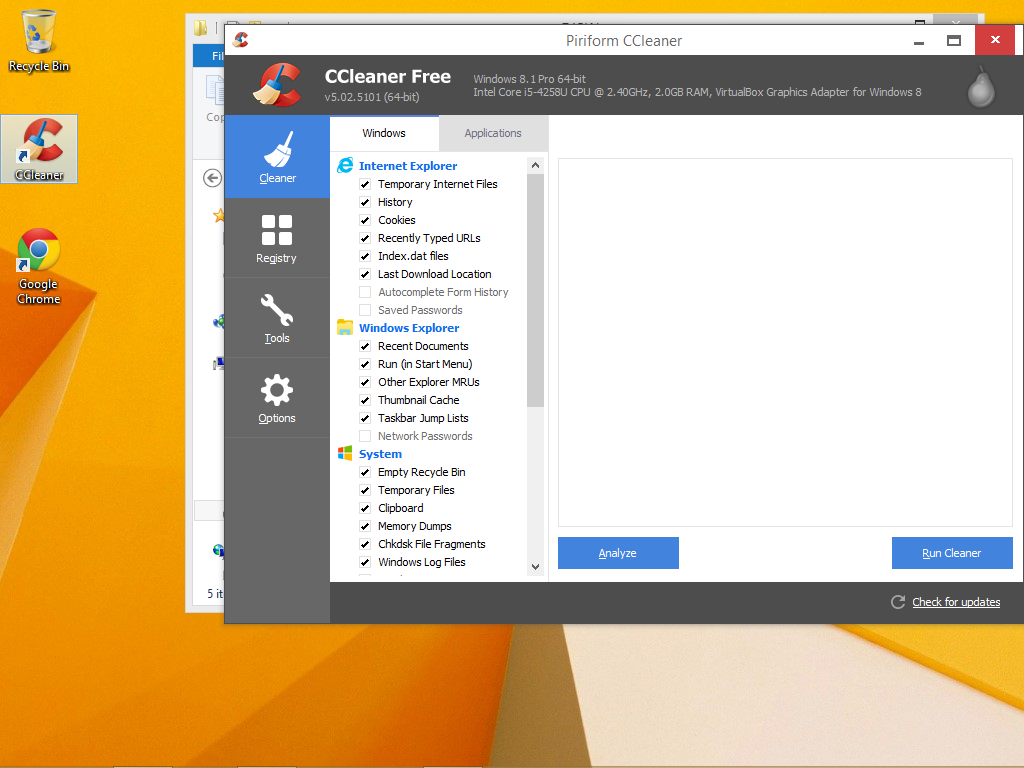 Recycle Bin
CCleaner
Google
Chrome
Fil
Cop
5 it
Piriform CCleaner
CCleaner Free
v5.02.5101 (64-bit)
Windows 8.1 Pro 64-bit
Intel Core i5-4258U CPU @ 2.40GHz, 2.0GB RAM, VirtualBox Graphics Adapter for Windows 8
Cleaner
Registry
Tools
Options
Windows
Applications
Internet Explorer
Temporary Internet Files
History
Cookies
Recently Typed URLs
Index.dat files
Last Download Location
Autocomplete Form History
Saved Passwords
Windows Explorer
Recent Documents
Run (in Start Menu)
Other Explorer MRUs
Thumbnail Cache
Taskbar Jump Lists
Network Passwords
System
Empty Recycle Bin
Temporary Files
Clipboard
Memory Dumps
Chkdsk File Fragments
Windows Log Files
Analyze
Run Cleaner
Check for updates